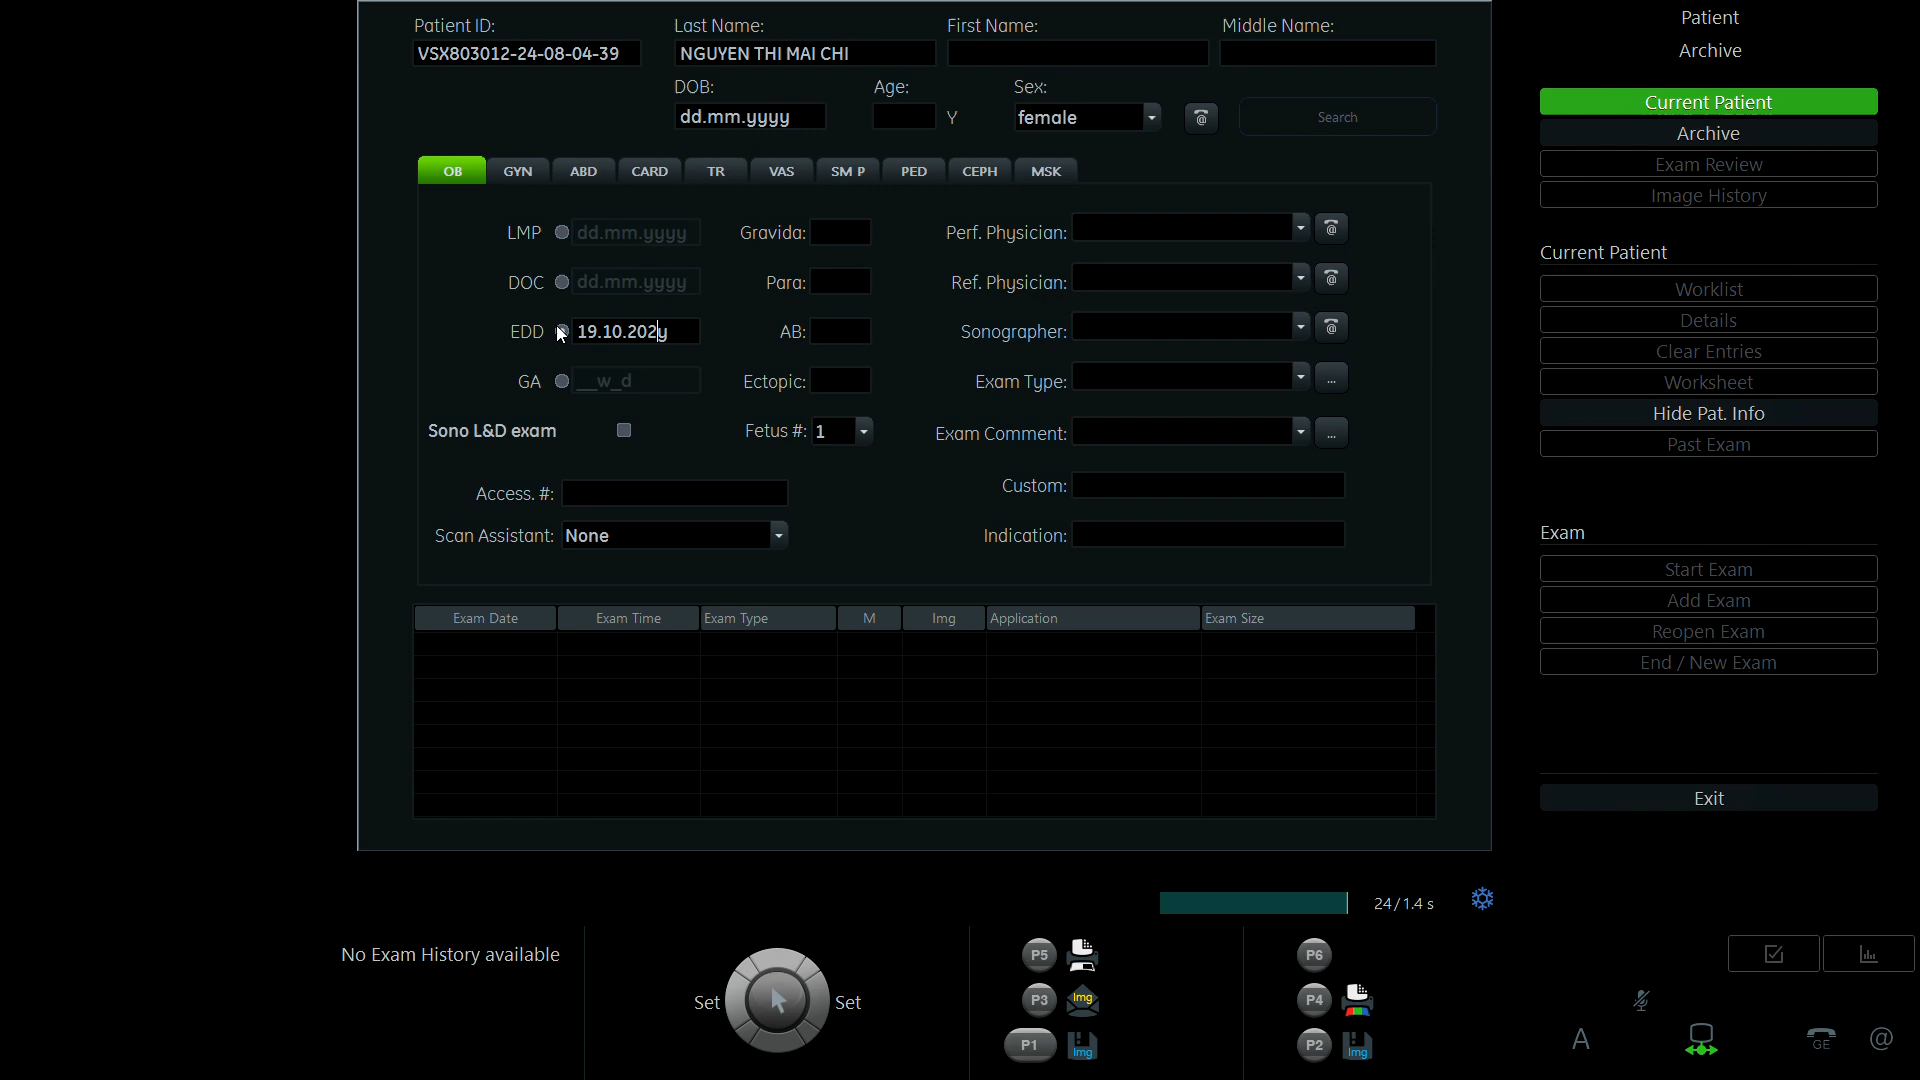 Patient ID: Last Name: First Name: Middle Name:
VSX803012-24-08-04-39 NGUYEN THI MAI CHI
DOB: Age: Sex:
dd.mm.yyyy Y female @ Search
OB GYN ABD CARD TR VAS SM P PED CEPH MSK
LMP dd.mm.yyyy Gravida: Perf. Physician: @
DOC dd.mm.yyyy Para: Ref. Physician: @
EDD 19.10.202y AB: Sonographer: @
GA __w_d Ectopic: Exam Type: ...
Sono L&D exam Fetus #: 1 Exam Comment: ...
Access. #: Custom:
Scan Assistant: None Indication:
Exam Date Exam Time Exam Type M Img Application Exam Size
24/1.4 s
No Exam History available
Set Set
P5
P3 Img
P1 Img
P6
P4
P2 Img
Patient
Archive
Current Patient
Archive
Exam Review
Image History
Current Patient
Worklist
Details
Clear Entries
Worksheet
Hide Pat. Info
Past Exam
Exam
Start Exam
Add Exam
Reopen Exam
End / New Exam
Exit
A GE @